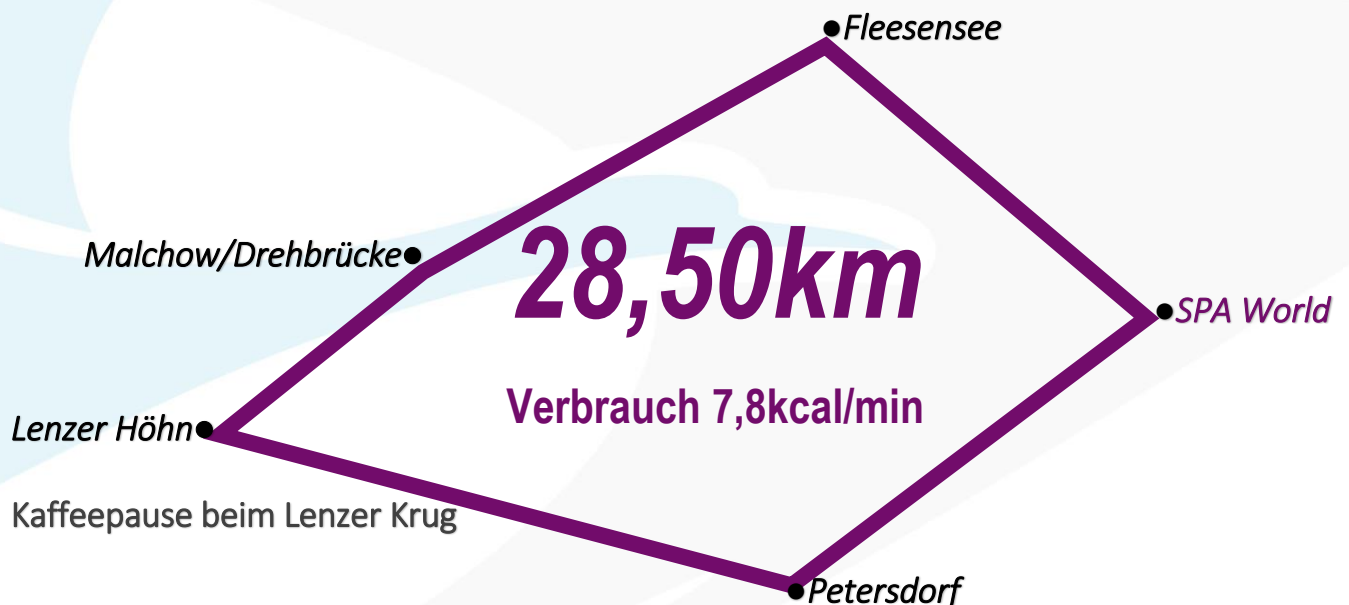 Fleesensee
Malchow/Drehbrücke
28,50km
SPA World
Verbrauch 7,8kcal/min
Lenzer Höhn
Kaffeepause beim Lenzer Krug
Petersdorf